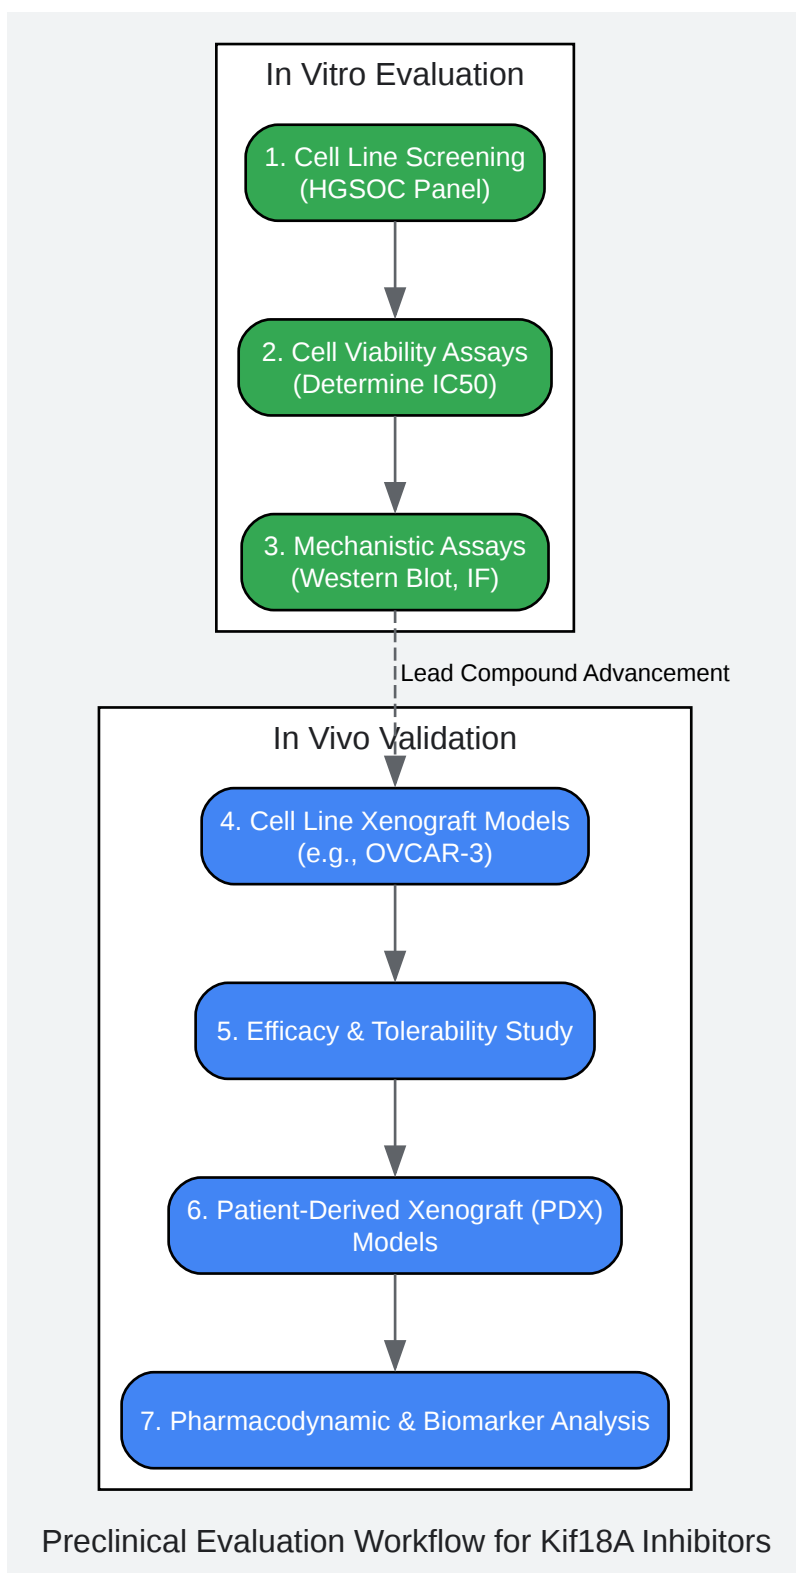 In Vitro Evaluation
1. Cell Line Screening
(HGSOC Panel)
2. Cell Viability Assays
(Determine IC50)
3. Mechanistic Assays
(Western Blot, IF)
Lead Compound Advancement
In Vivo Validation
4. Cell Line Xenograft Models
(e.g., OVCAR-3)
5. Efficacy & Tolerability Study
6. Patient-Derived Xenograft (PDX)
Models
7. Pharmacodynamic & Biomarker Analysis
Preclinical Evaluation Workflow for Kif18A Inhibitors